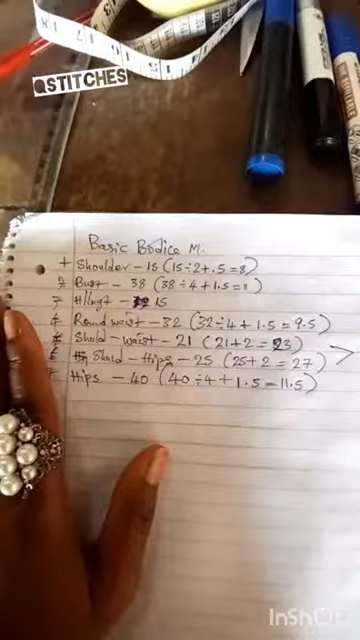 @STITCHES
Basic Bodice M.
1 Shoulder - 15 (15÷2+.5=8)
2 Bust - 38 (38÷4+1.5=11)
3 H/lngt - 15
4 Round waist - 32 (32÷4+1.5=9.5)
5 Should - waist - 21 (21+2=23)
6 Should - Hips - 25 (25+2=27)
7 Hips - 40 (40÷4+1.5=11.5)
InShOt